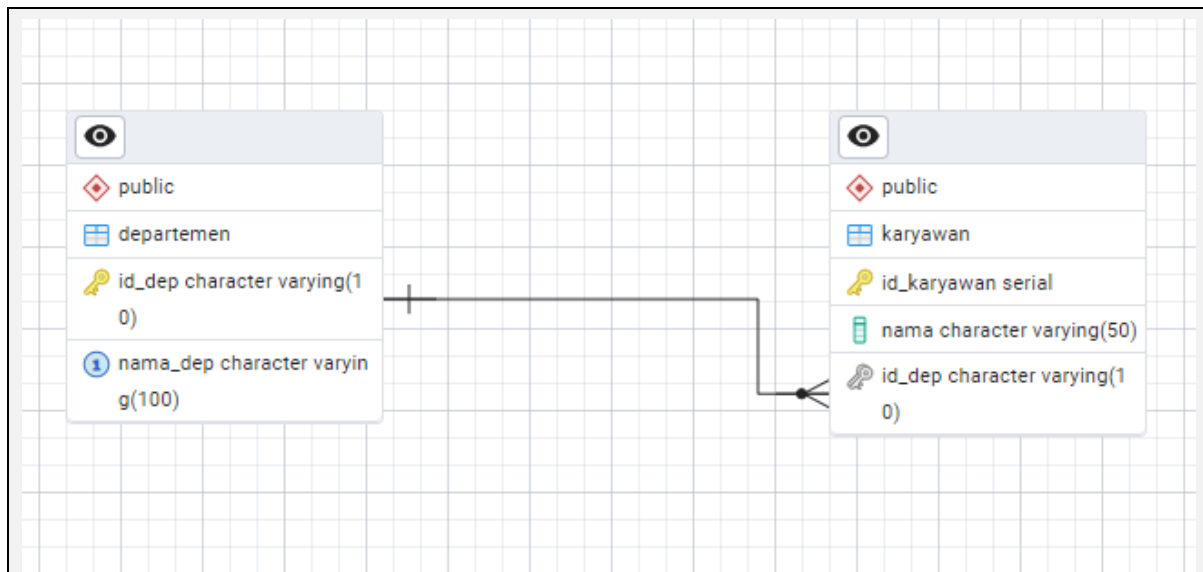 public
departemen
id_dep character varying(1
0)
1 nama_dep character varyin
g(100)
public
karyawan
id_karyawan serial
nama character varying(50)
id_dep character varying(1
0)